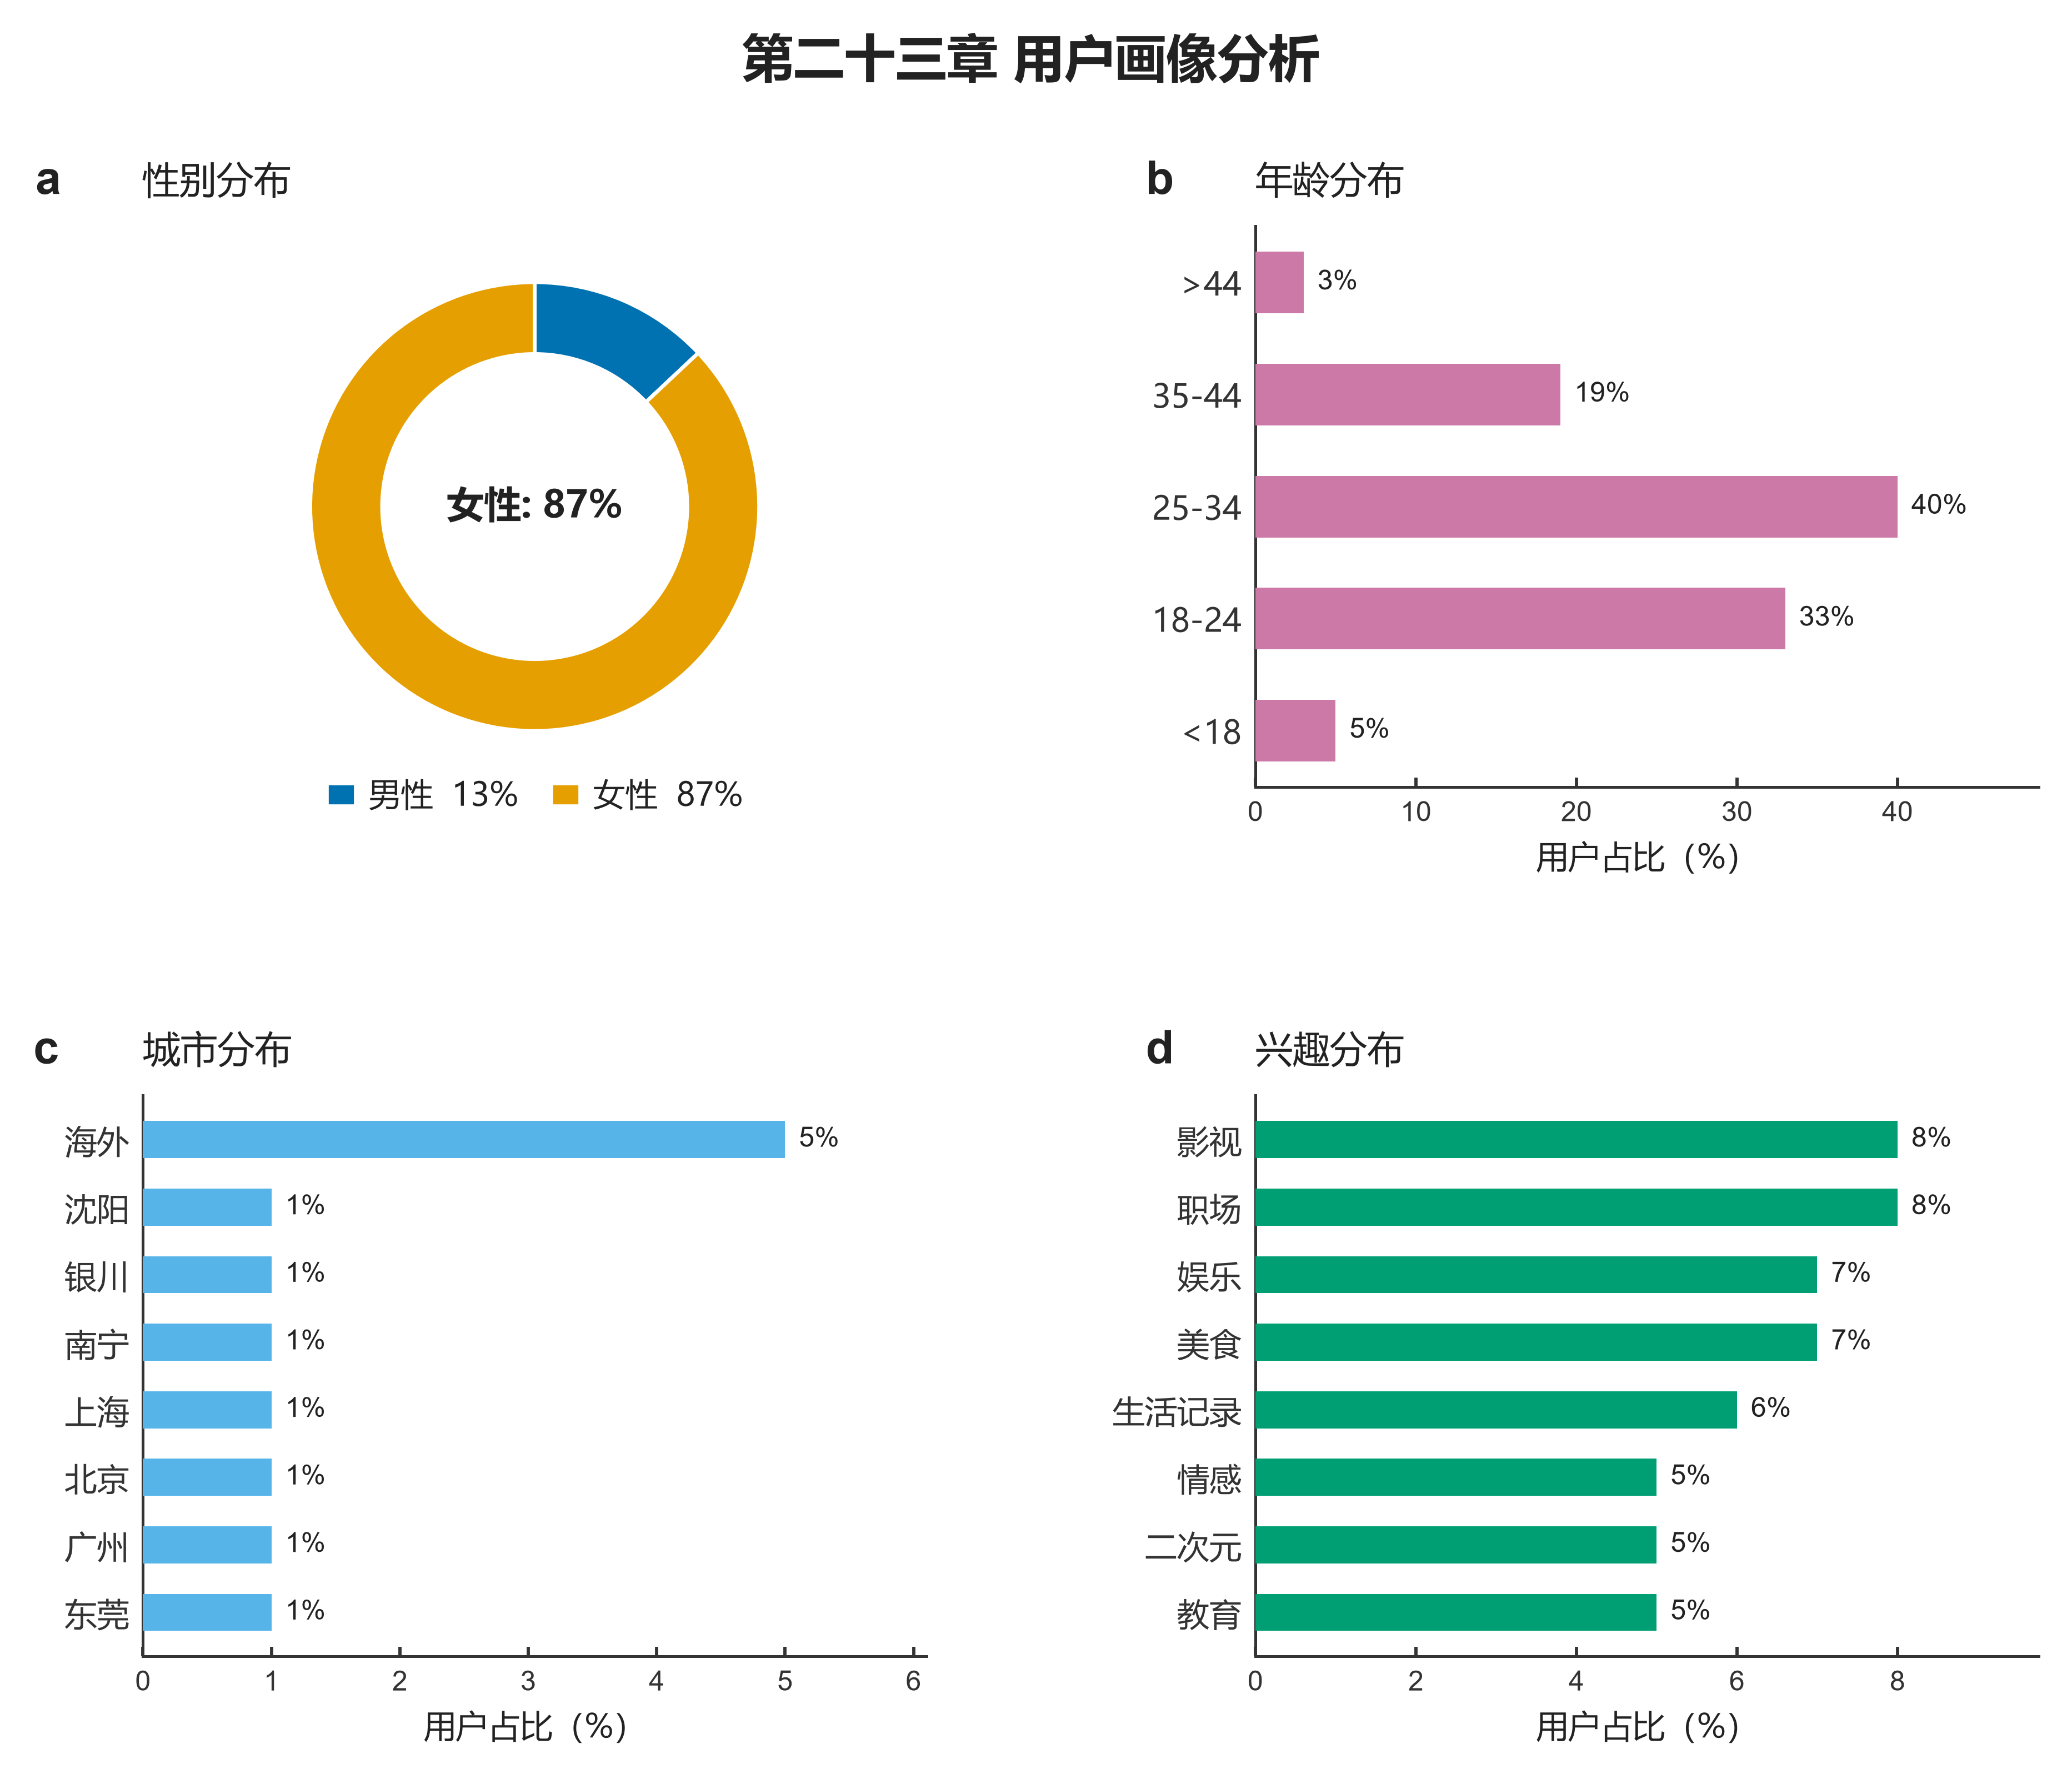 第二十三章 用户画像分析
a 性别分布
女性: 87%
男性 13% 女性 87%
b 年龄分布
>44 3%
35-44 19%
25-34 40%
18-24 33%
<18 5%
0 10 20 30 40
用户占比（%）
c 城市分布
海外 5%
沈阳 1%
银川 1%
南宁 1%
上海 1%
北京 1%
广州 1%
东莞 1%
0 1 2 3 4 5 6
用户占比（%）
d 兴趣分布
影视 8%
职场 8%
娱乐 7%
美食 7%
生活记录 6%
情感 5%
二次元 5%
教育 5%
0 2 4 6 8
用户占比（%）